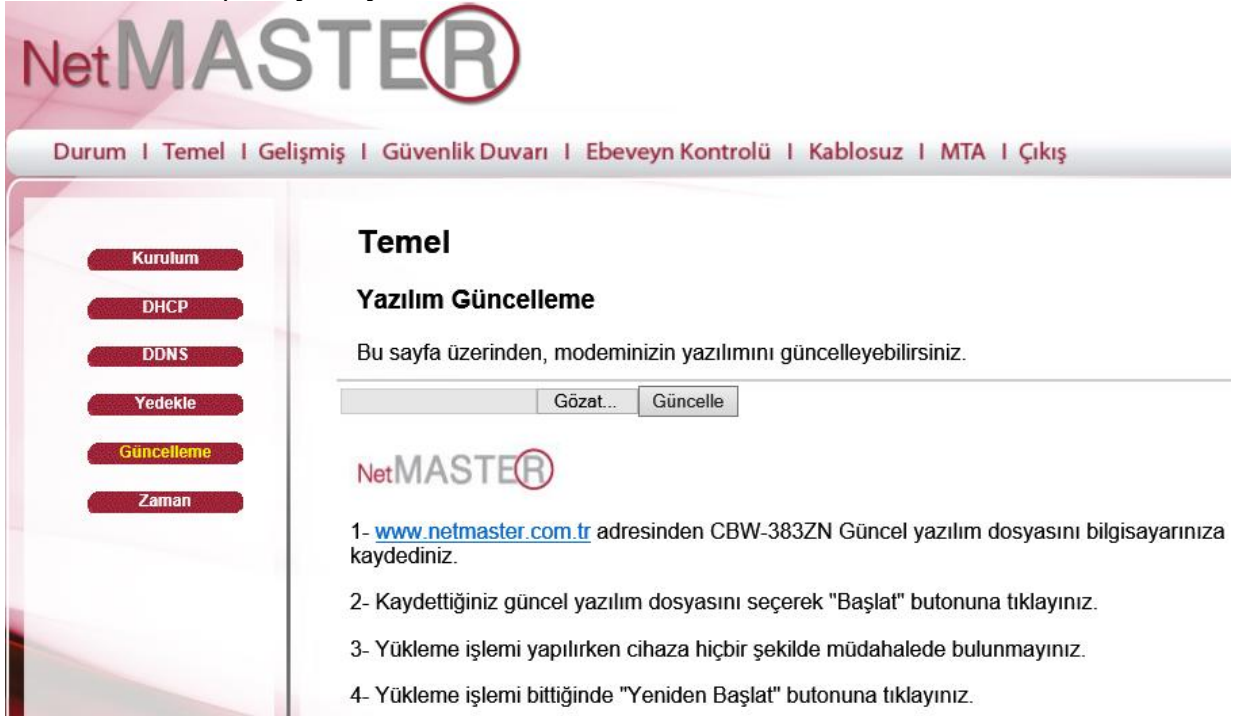 NetMASTER
Durum | Temel | Gelişmiş | Güvenlik Duvarı | Ebeveyn Kontrolü | Kablosuz | MTA | Çıkış
Kurulum
DHCP
DDNS
Yedekle
Güncelleme
Zaman
Temel
Yazılım Güncelleme
Bu sayfa üzerinden, modeminizin yazılımını güncelleyebilirsiniz.
Gözat... Güncelle
NetMASTER
1- www.netmaster.com.tr adresinden CBW-383ZN Güncel yazılım dosyasını bilgisayarınıza
kaydediniz.
2- Kaydettiğiniz güncel yazılım dosyasını seçerek "Başlat" butonuna tıklayınız.
3- Yükleme işlemi yapılırken cihaza hiçbir şekilde müdahalede bulunmayınız.
4- Yükleme işlemi bittiğinde "Yeniden Başlat" butonuna tıklayınız.